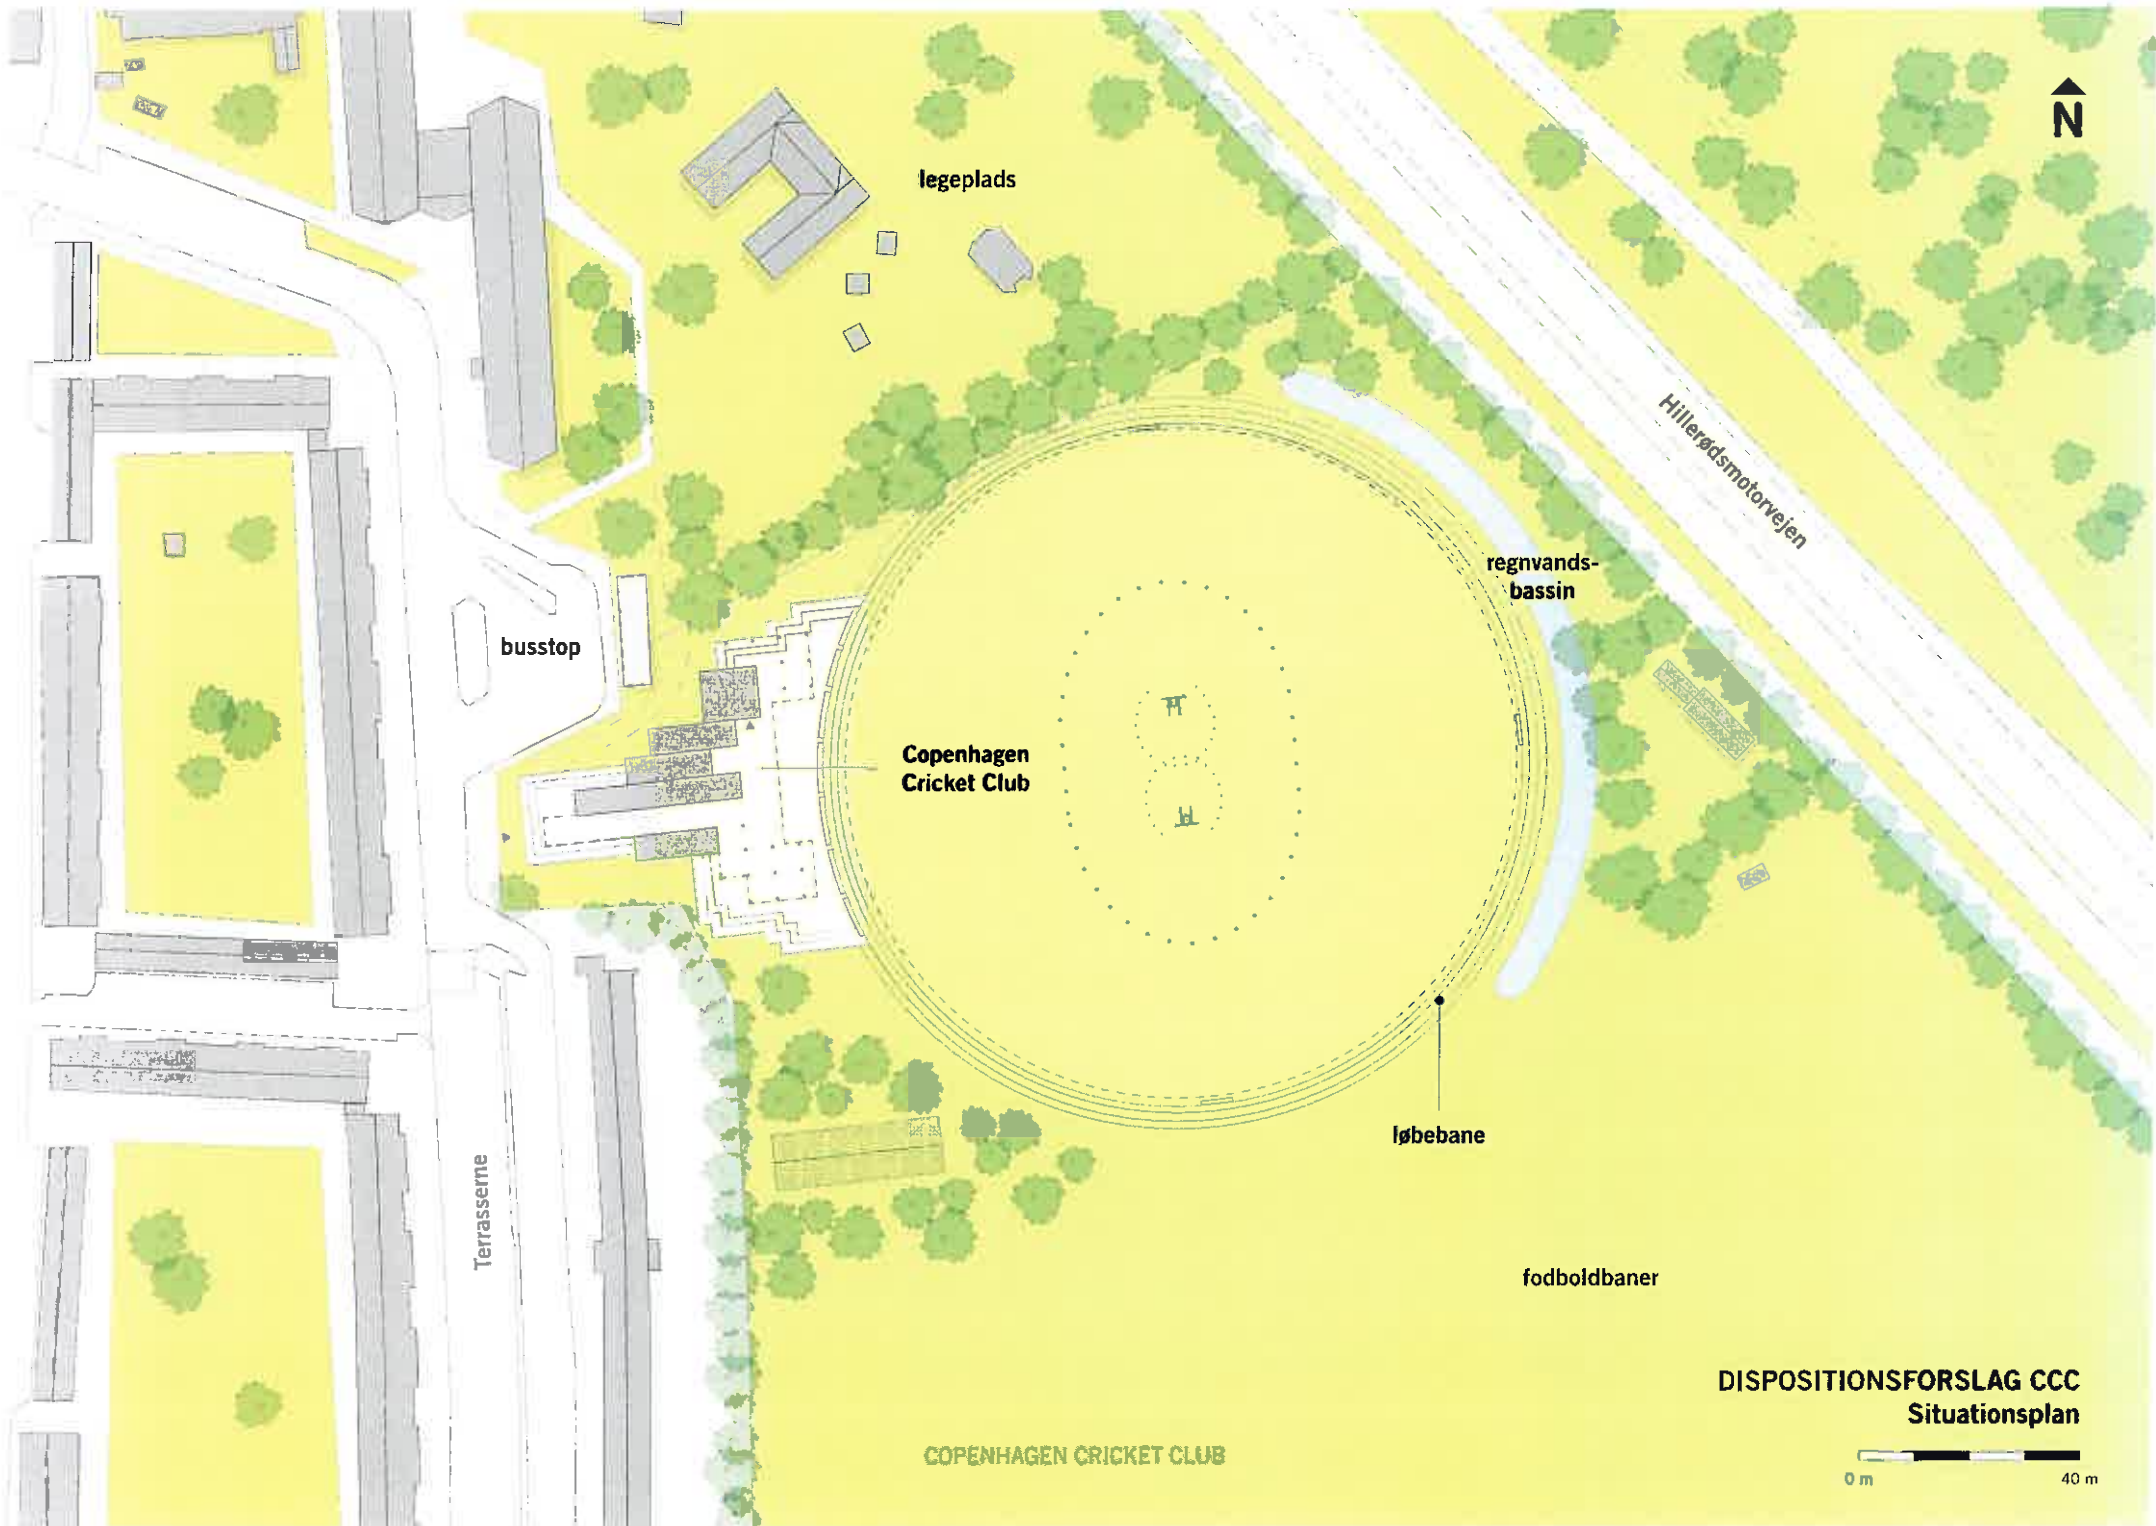 N
legeplads
Hillerødsmotorvejen
regnvands-
bassin
busstop
Copenhagen
Cricket Club
løbebane
Terrasserne
fodboldbaner
DISPOSITIONSFORSLAG CCC
Situationsplan
COPENHAGEN CRICKET CLUB
0 m
40 m